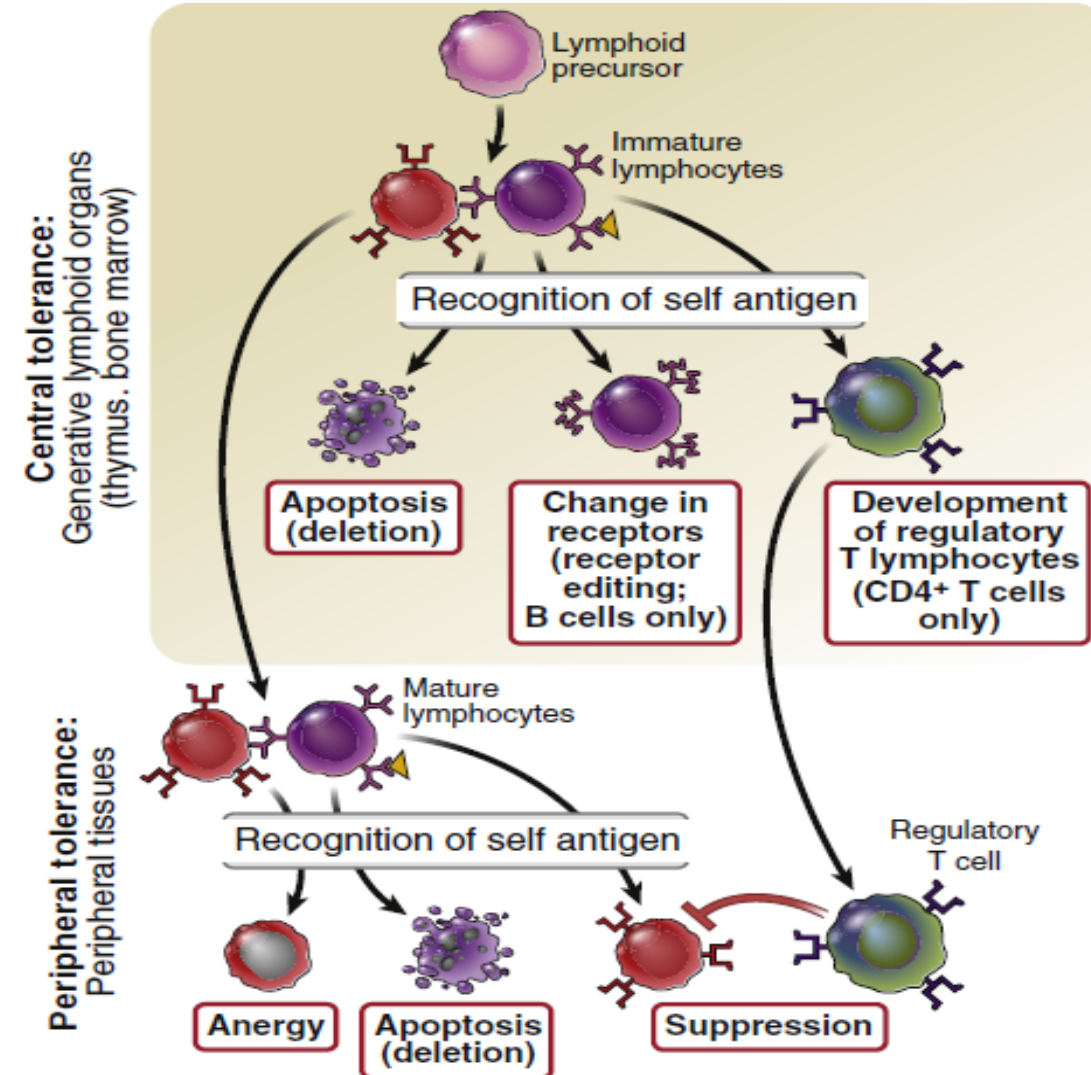 Lymphoid
precursor
Immature
lymphocytes
Central tolerance:
Generative lymphoid organs
(thymus. bone marrow)
Recognition of self antigen
Apoptosis
(deletion)
Change in
receptors
(receptor
editing;
B cells only)
Development
of regulatory
T lymphocytes
(CD4+ T cells
only)
Mature
lymphocytes
Peripheral tolerance:
Peripheral tissues
Recognition of self antigen
Regulatory
T cell
Anergy
Apoptosis
(deletion)
Suppression